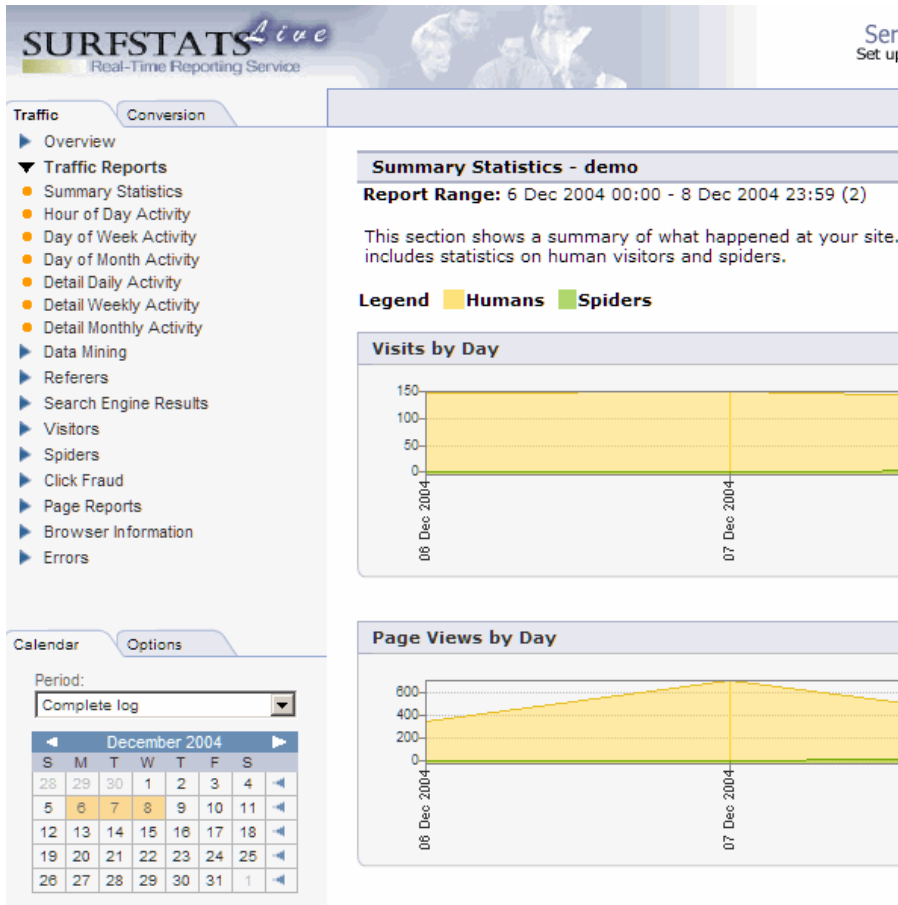 SURFSTATS Live
Real-Time Reporting Service
Set up
Traffic
Conversion
Overview
Traffic Reports
Summary Statistics
Hour of Day Activity
Day of Week Activity
Day of Month Activity
Detail Daily Activity
Detail Weekly Activity
Detail Monthly Activity
Data Mining
Referers
Search Engine Results
Visitors
Spiders
Click Fraud
Page Reports
Browser Information
Errors
Calendar
Options
Period:
Complete log
December 2004
S M T W T F S
28 29 30 1 2 3 4
5 6 7 8 9 10 11
12 13 14 15 16 17 18
19 20 21 22 23 24 25
26 27 28 29 30 31 1
Summary Statistics - demo
Report Range: 6 Dec 2004 00:00 - 8 Dec 2004 23:59 (2)
This section shows a summary of what happened at your site.
includes statistics on human visitors and spiders.
Legend Humans Spiders
Visits by Day
150
100
50
0
06 Dec 2004
07 Dec 2004
Page Views by Day
600
400
200
0
06 Dec 2004
07 Dec 2004